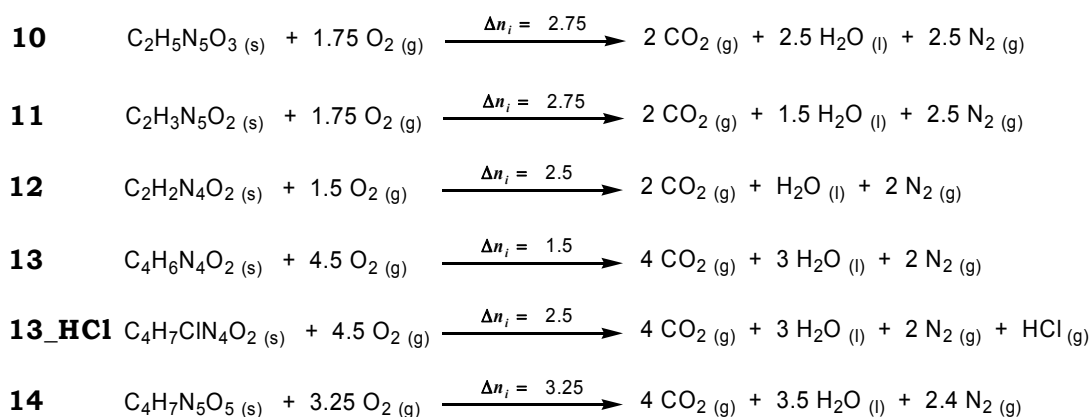 10 C₂H₅N₅O₃ (s) + 1.75 O₂ (g) Δnᵢ = 2.75 2 CO₂ (g) + 2.5 H₂O (l) + 2.5 N₂ (g)
11 C₂H₃N₅O₂ (s) + 1.75 O₂ (g) Δnᵢ = 2.75 2 CO₂ (g) + 1.5 H₂O (l) + 2.5 N₂ (g)
12 C₂H₂N₄O₂ (s) + 1.5 O₂ (g) Δnᵢ = 2.5 2 CO₂ (g) + H₂O (l) + 2 N₂ (g)
13 C₄H₆N₄O₂ (s) + 4.5 O₂ (g) Δnᵢ = 1.5 4 CO₂ (g) + 3 H₂O (l) + 2 N₂ (g)
13_HCl C₄H₇ClN₄O₂ (s) + 4.5 O₂ (g) Δnᵢ = 2.5 4 CO₂ (g) + 3 H₂O (l) + 2 N₂ (g) + HCl (g)
14 C₄H₇N₅O₅ (s) + 3.25 O₂ (g) Δnᵢ = 3.25 4 CO₂ (g) + 3.5 H₂O (l) + 2.4 N₂ (g)